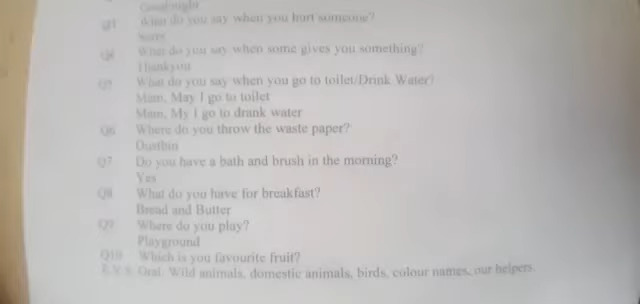 Goodnight
Q3 What do you say when you hurt someone?
Sorry
Q4 What do you say when some gives you something?
Thankyou
Q5 What do you say when you go to toilet/Drink Water?
Mam, May I go to toilet
Mam, My I go to drank water
Q6 Where do you throw the waste paper?
Dustbin
Q7 Do you have a bath and brush in the morning?
Yes
Q8 What do you have for breakfast?
Bread and Butter
Q9 Where do you play?
Playground
Q10 Which is you favourite fruit?
E.V.S Oral: Wild animals, domestic animals, birds, colour names, our helpers.